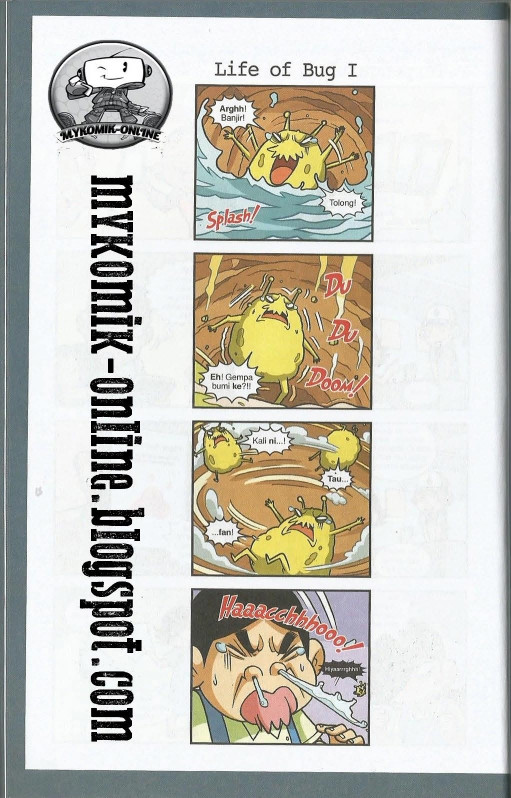 Life of Bug I
MYKOMIK-ONLINE
mykomik-online.blogspot.com
Arghh!
Banjir!
Tolong!
Splash!
Du
Du
Doom!
Eh! Gempa
bumi ke?!!
Kali ni...!
Tau...
...fan!
Haaacchhhooo!
Hiyaarrrghhh!